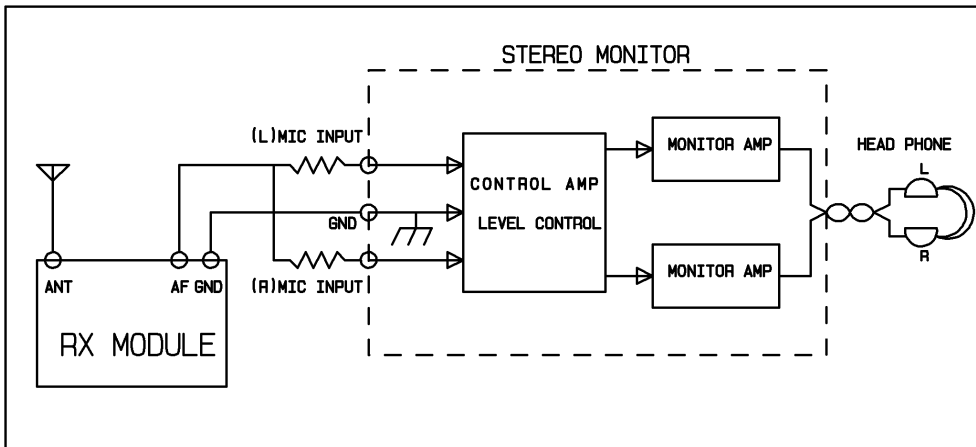 STEREO MONITOR
(L)MIC INPUT
MONITOR AMP
HEAD PHONE
L
CONTROL AMP
LEVEL CONTROL
GND
ANT
AF GND
(R)MIC INPUT
MONITOR AMP
R
RX MODULE